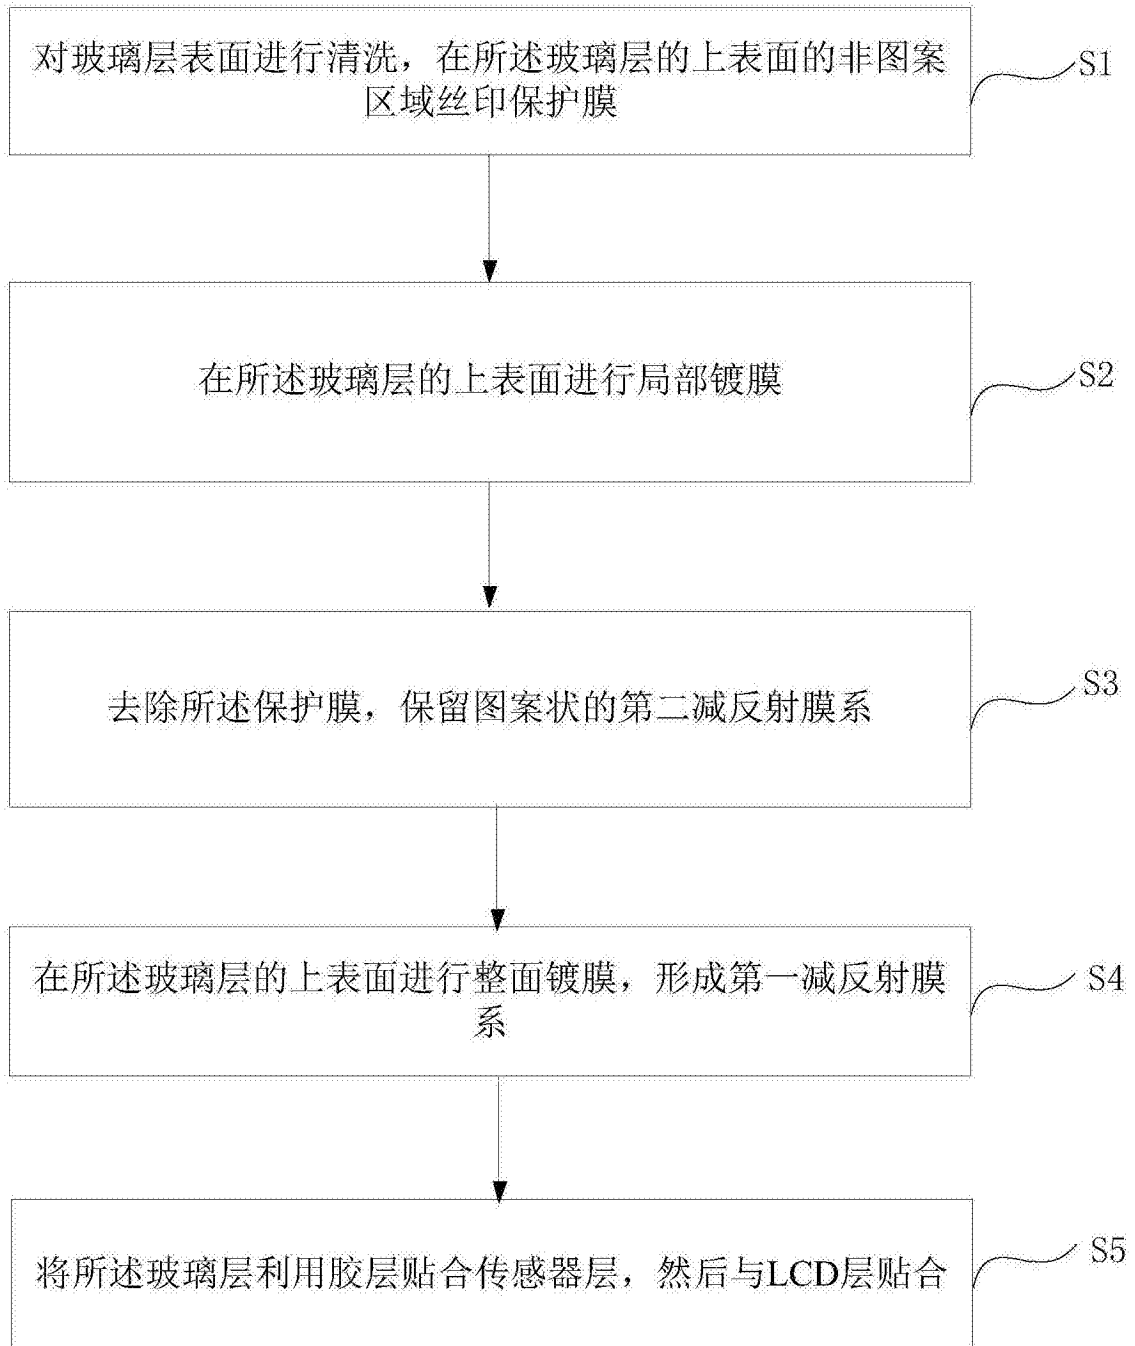 对玻璃层表面进行清洗，在所述玻璃层的上表面的非图案
区域丝印保护膜
S1
在所述玻璃层的上表面进行局部镀膜
S2
去除所述保护膜，保留图案状的第二减反射膜系
S3
在所述玻璃层的上表面进行整面镀膜，形成第一减反射膜
系
S4
将所述玻璃层利用胶层贴合传感器层，然后与LCD层贴合
S5